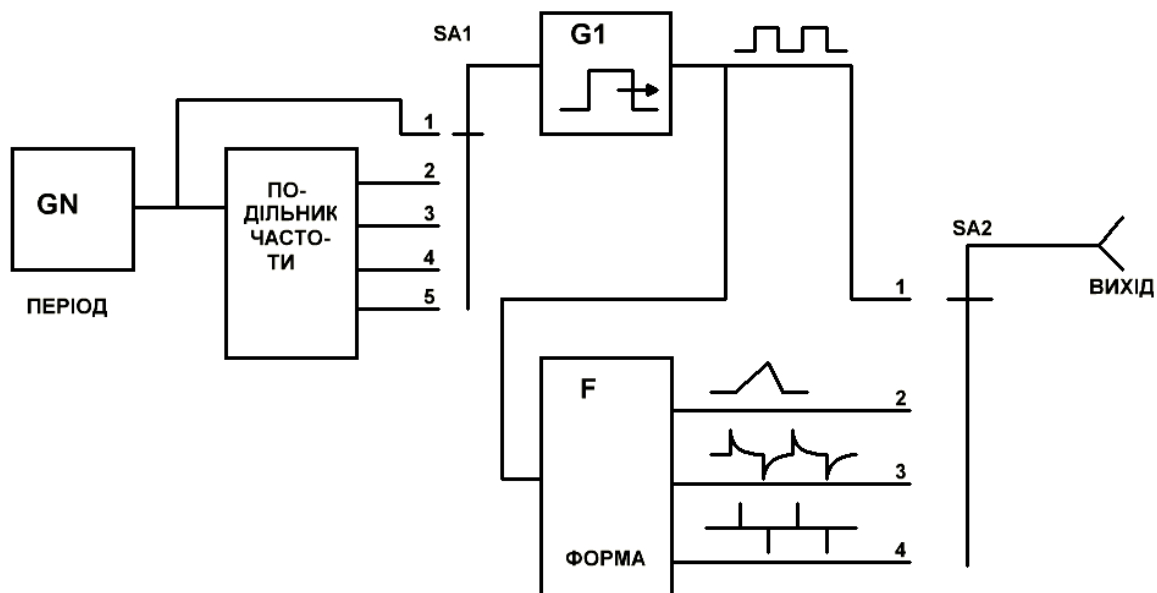 SA1
G1
1
GN
ПО-
ДІЛЬНИК
ЧАСТО-
ТИ
2
3
4
5
ПЕРІОД
SA2
1
ВИХІД
F
2
3
4
ФОРМА